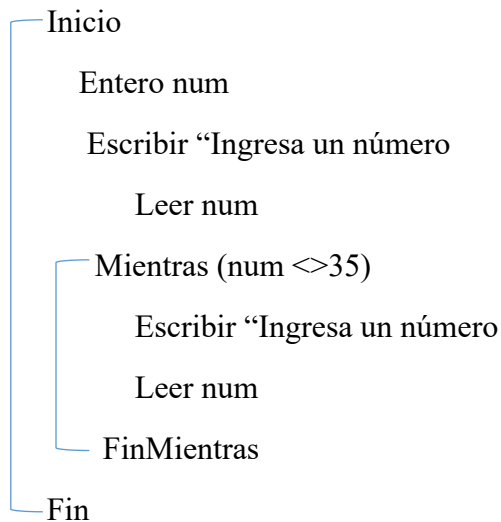 Inicio
Entero num
Escribir “Ingresa un número
Leer num
Mientras (num <>35)
Escribir “Ingresa un número
Leer num
FinMientras
Fin